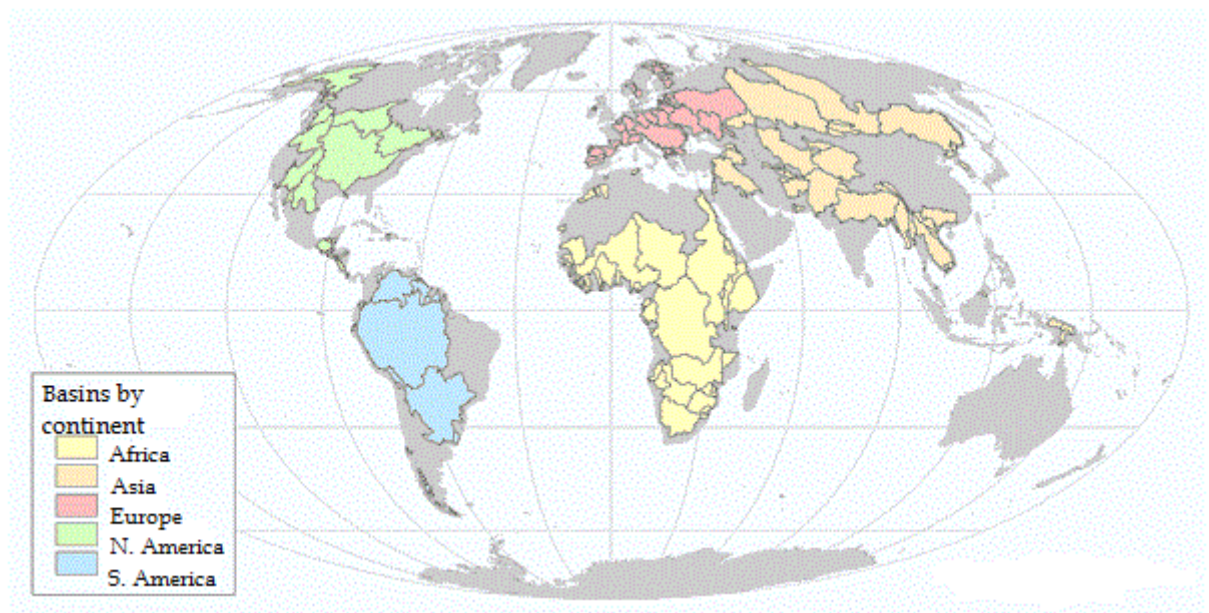 Basins by
continent
Africa
Asia
Europe
N. America
S. America